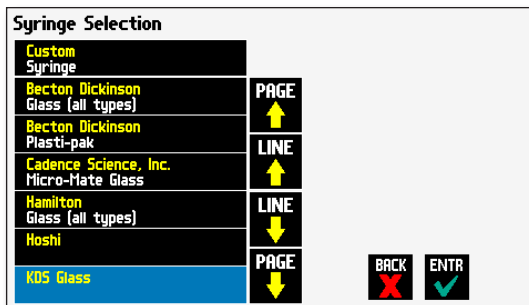 Syringe Selection
Custom
Syringe
Becton Dickinson
Glass (all types)
Becton Dickinson
Plasti-pak
Cadence Science, Inc.
Micro-Mate Glass
Hamilton
Glass (all types)
Hoshi
KDS Glass
PAGE
LINE
LINE
PAGE
BACK
ENTR